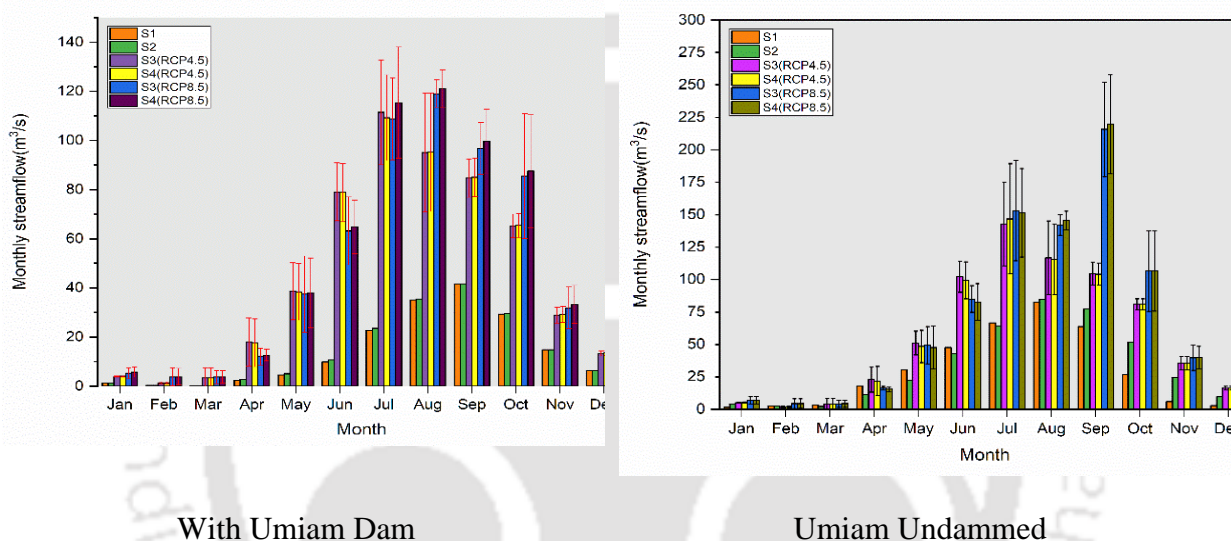 140
120
100
80
60
40
20
0
Monthly streamflow(m³/s)
S1
S2
S3(RCP4.5)
S4(RCP4.5)
S3(RCP8.5)
S4(RCP8.5)
Jan Feb Mar Apr May Jun Jul Aug Sep Oct Nov De
Month
300
275
250
225
200
175
150
125
100
75
50
25
0
Monthly streamflow(m³/s)
S1
S2
S3(RCP4.5)
S4(RCP4.5)
S3(RCP8.5)
S4(RCP8.5)
Jan Feb Mar Apr May Jun Jul Aug Sep Oct Nov De
Month
With Umiam Dam
Umiam Undammed